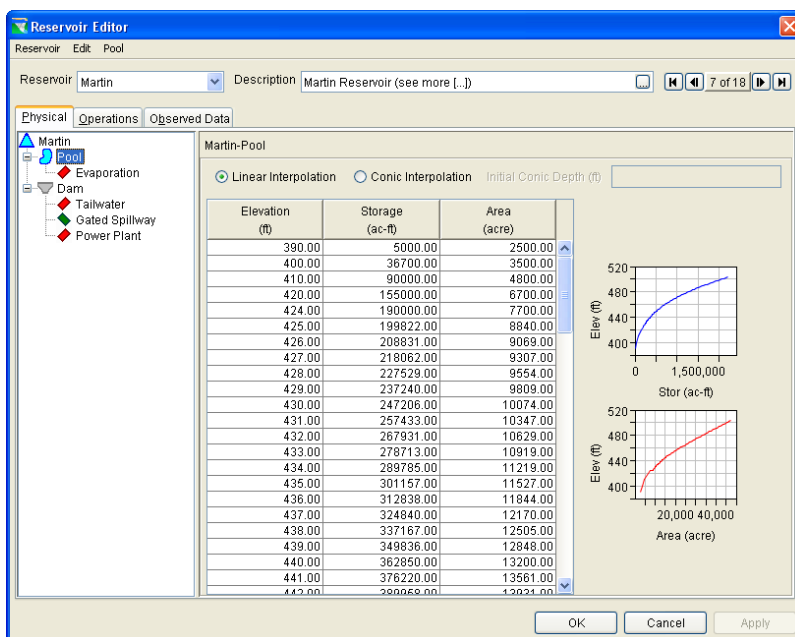 Reservoir Editor
Reservoir Edit Pool
Reservoir Martin Description Martin Reservoir (see more [...]) ... 7 of 18
Physical Operations Observed Data
Martin
Pool
Evaporation
Dam
Tailwater
Gated Spillway
Power Plant
Martin-Pool
Linear Interpolation Conic Interpolation Initial Conic Depth (ft)
Elevation (ft) Storage (ac-ft) Area (acre)
390.00 5000.00 2500.00
400.00 36700.00 3500.00
410.00 90000.00 4800.00
420.00 155000.00 6700.00
424.00 190000.00 7700.00
425.00 199822.00 8840.00
426.00 208831.00 9069.00
427.00 218062.00 9307.00
428.00 227529.00 9554.00
429.00 237240.00 9809.00
430.00 247206.00 10074.00
431.00 257433.00 10347.00
432.00 267931.00 10629.00
433.00 278713.00 10919.00
434.00 289785.00 11219.00
435.00 301157.00 11527.00
436.00 312838.00 11844.00
437.00 324840.00 12170.00
438.00 337167.00 12505.00
439.00 349836.00 12848.00
440.00 362850.00 13200.00
441.00 376220.00 13561.00
442.00 389958.00 13931.00
520
480
440
400
Elev (ft)
0 1,500,000
Stor (ac-ft)
520
480
440
400
Elev (ft)
20,000 40,000
Area (acre)
OK Cancel Apply